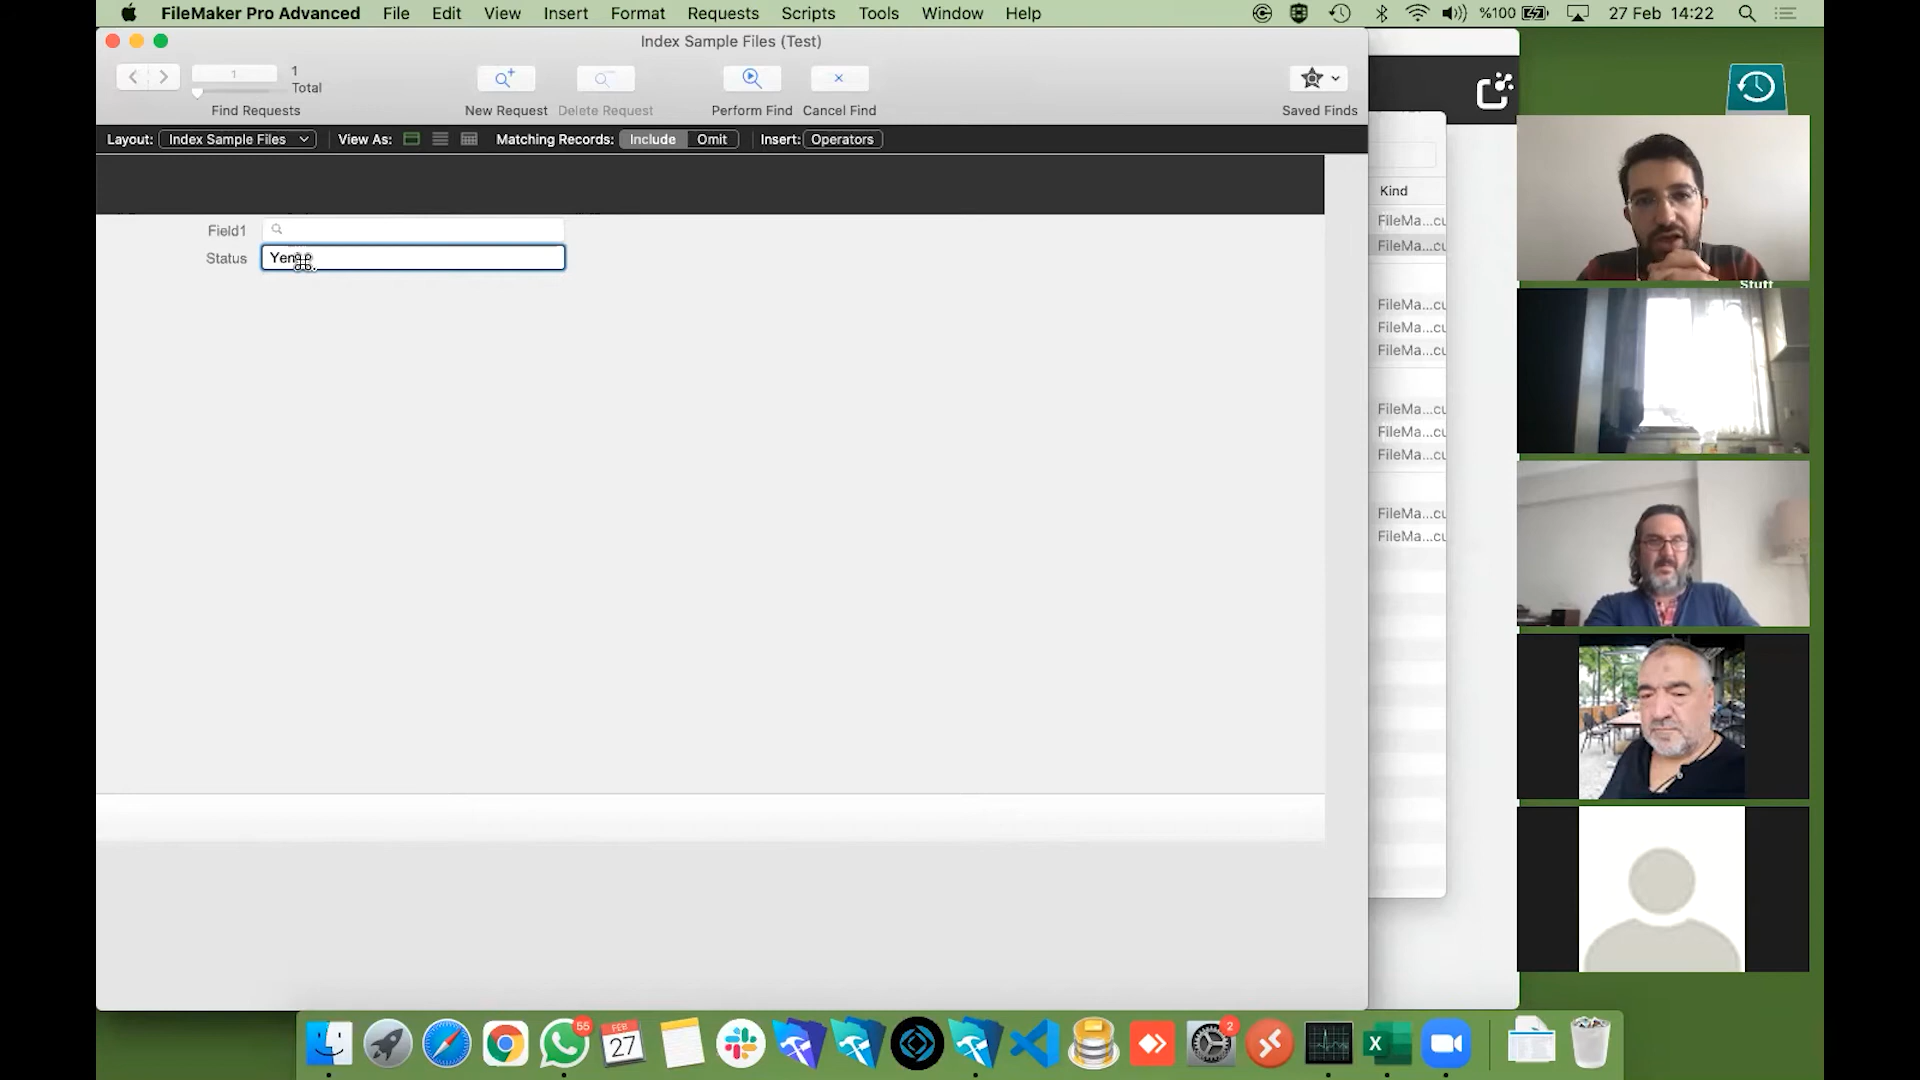 FileMaker Pro Advanced File Edit View Insert Format Requests Scripts Tools Window Help %100 27 Feb 14:22
Index Sample Files (Test)
1
1
Total
Find Requests
New Request
Delete Request
Perform Find
Cancel Find
Saved Finds
Layout: Index Sample Files View As: Matching Records: Include Omit Insert: Operators
Kind
Field1
Status
FileMa...cu
FileMa...cu
FileMa...cu
FileMa...cu
FileMa...cu
FileMa...cu
FileMa...cu
FileMa...cu
FileMa...cu
FileMa...cu
Stuff
55
FEB
27
2
X